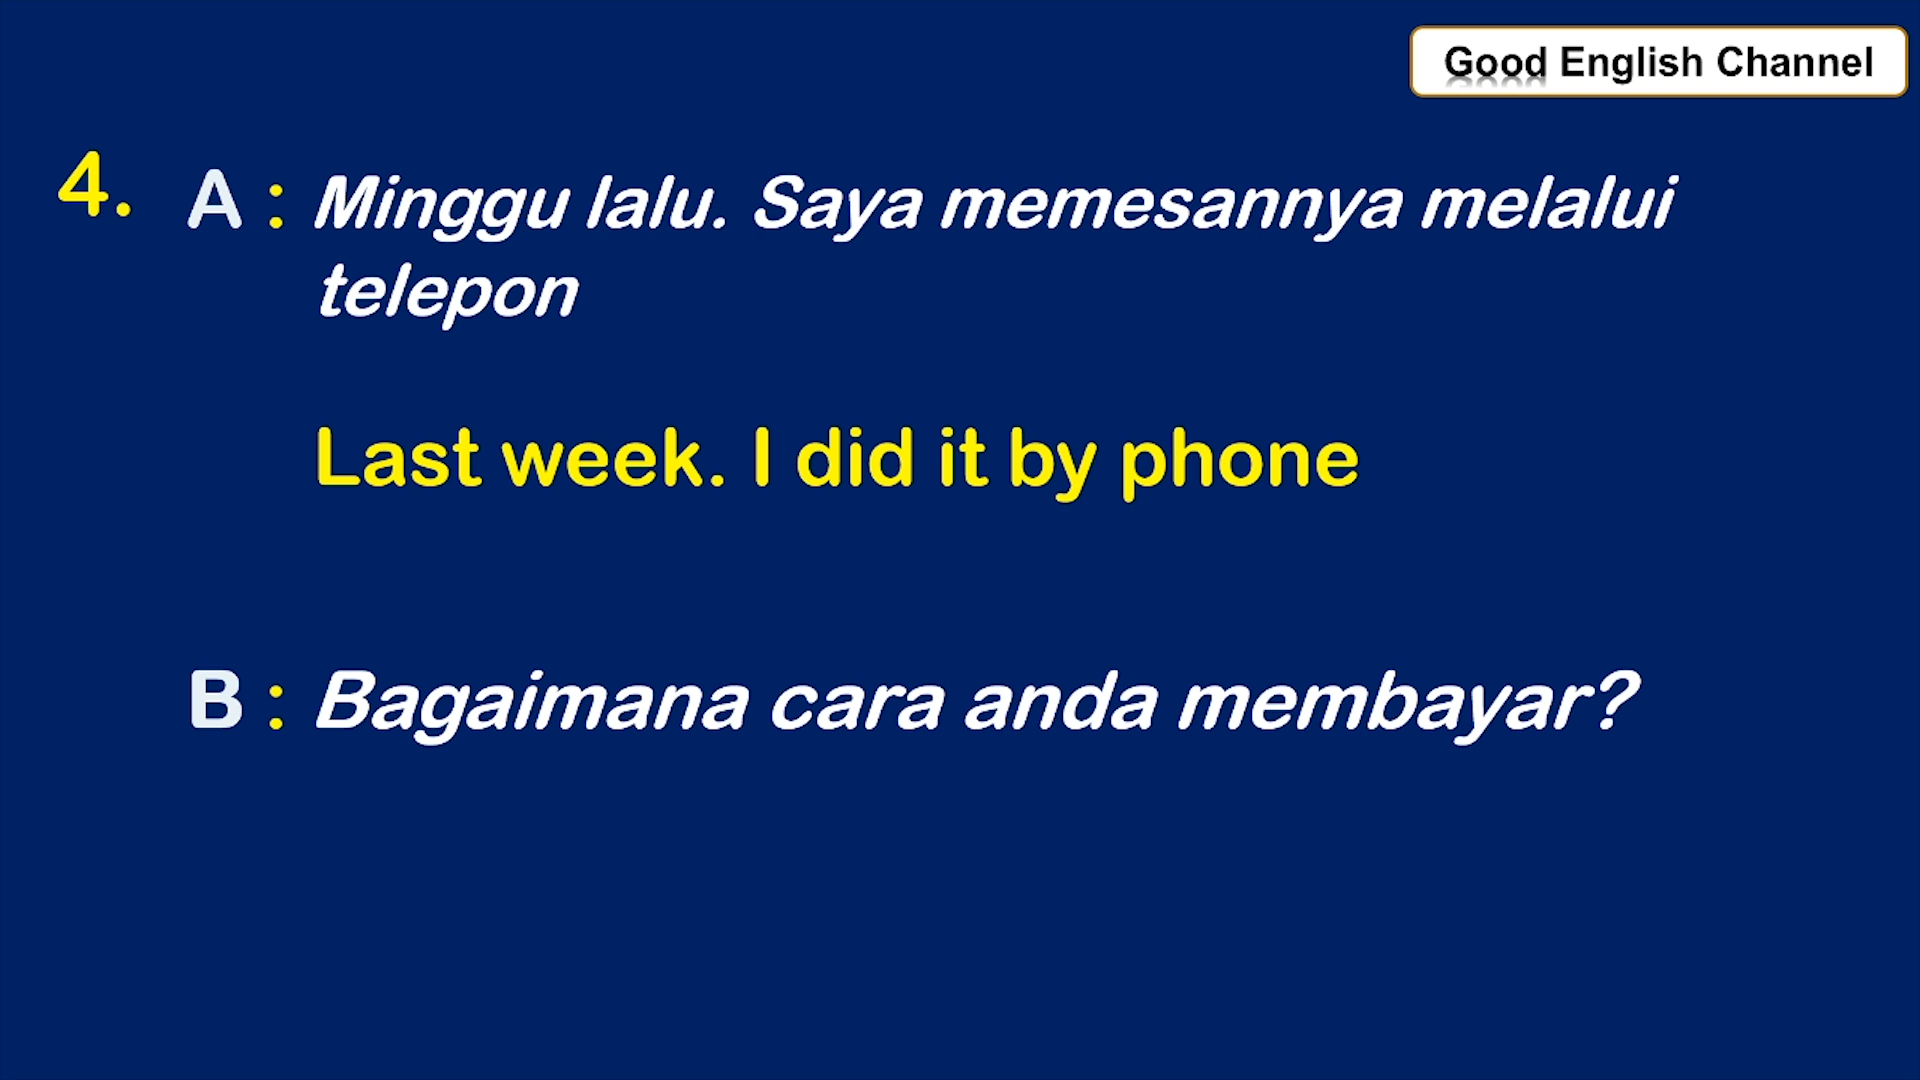 Good English Channel
4. A : Minggu lalu. Saya memesannya melalui
telepon
Last week. I did it by phone
B : Bagaimana cara anda membayar?